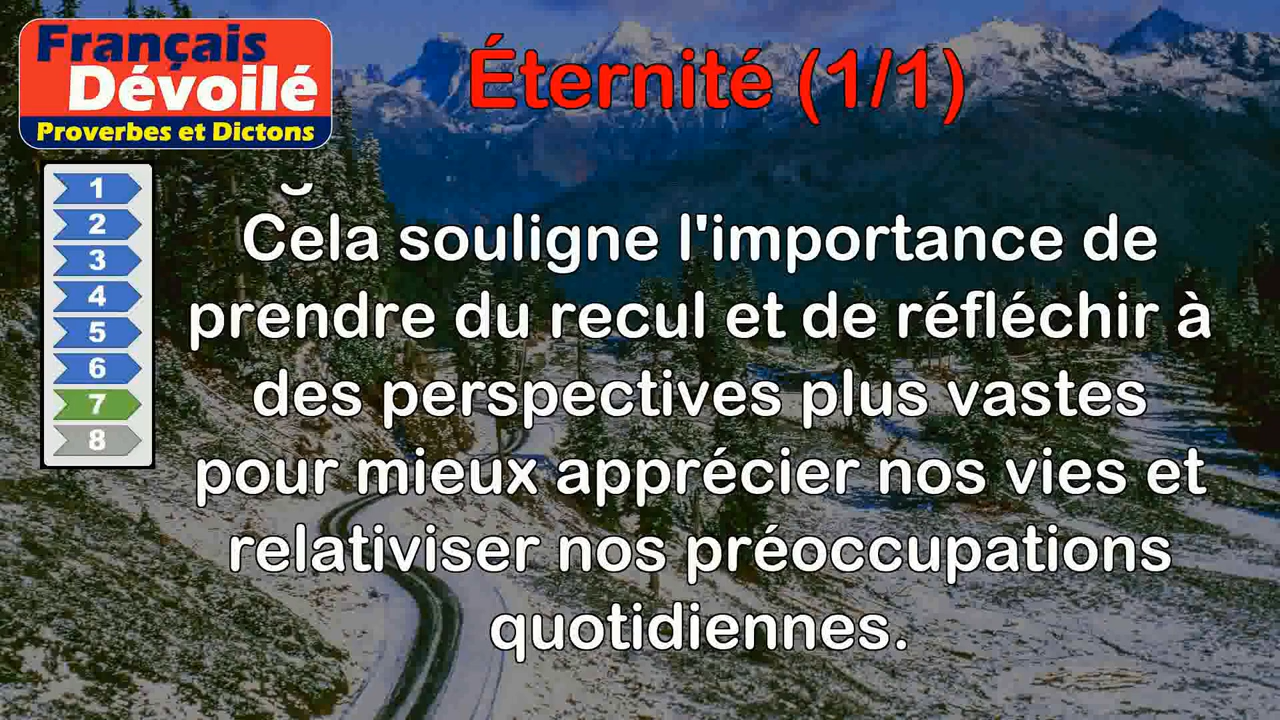 Français
Dévoilé
Proverbes et Dictons
Éternité (1/1)
1
2
3
4
5
6
7
8
Cela souligne l'importance de
prendre du recul et de réfléchir à
des perspectives plus vastes
pour mieux apprécier nos vies et
relativiser nos préoccupations
quotidiennes.